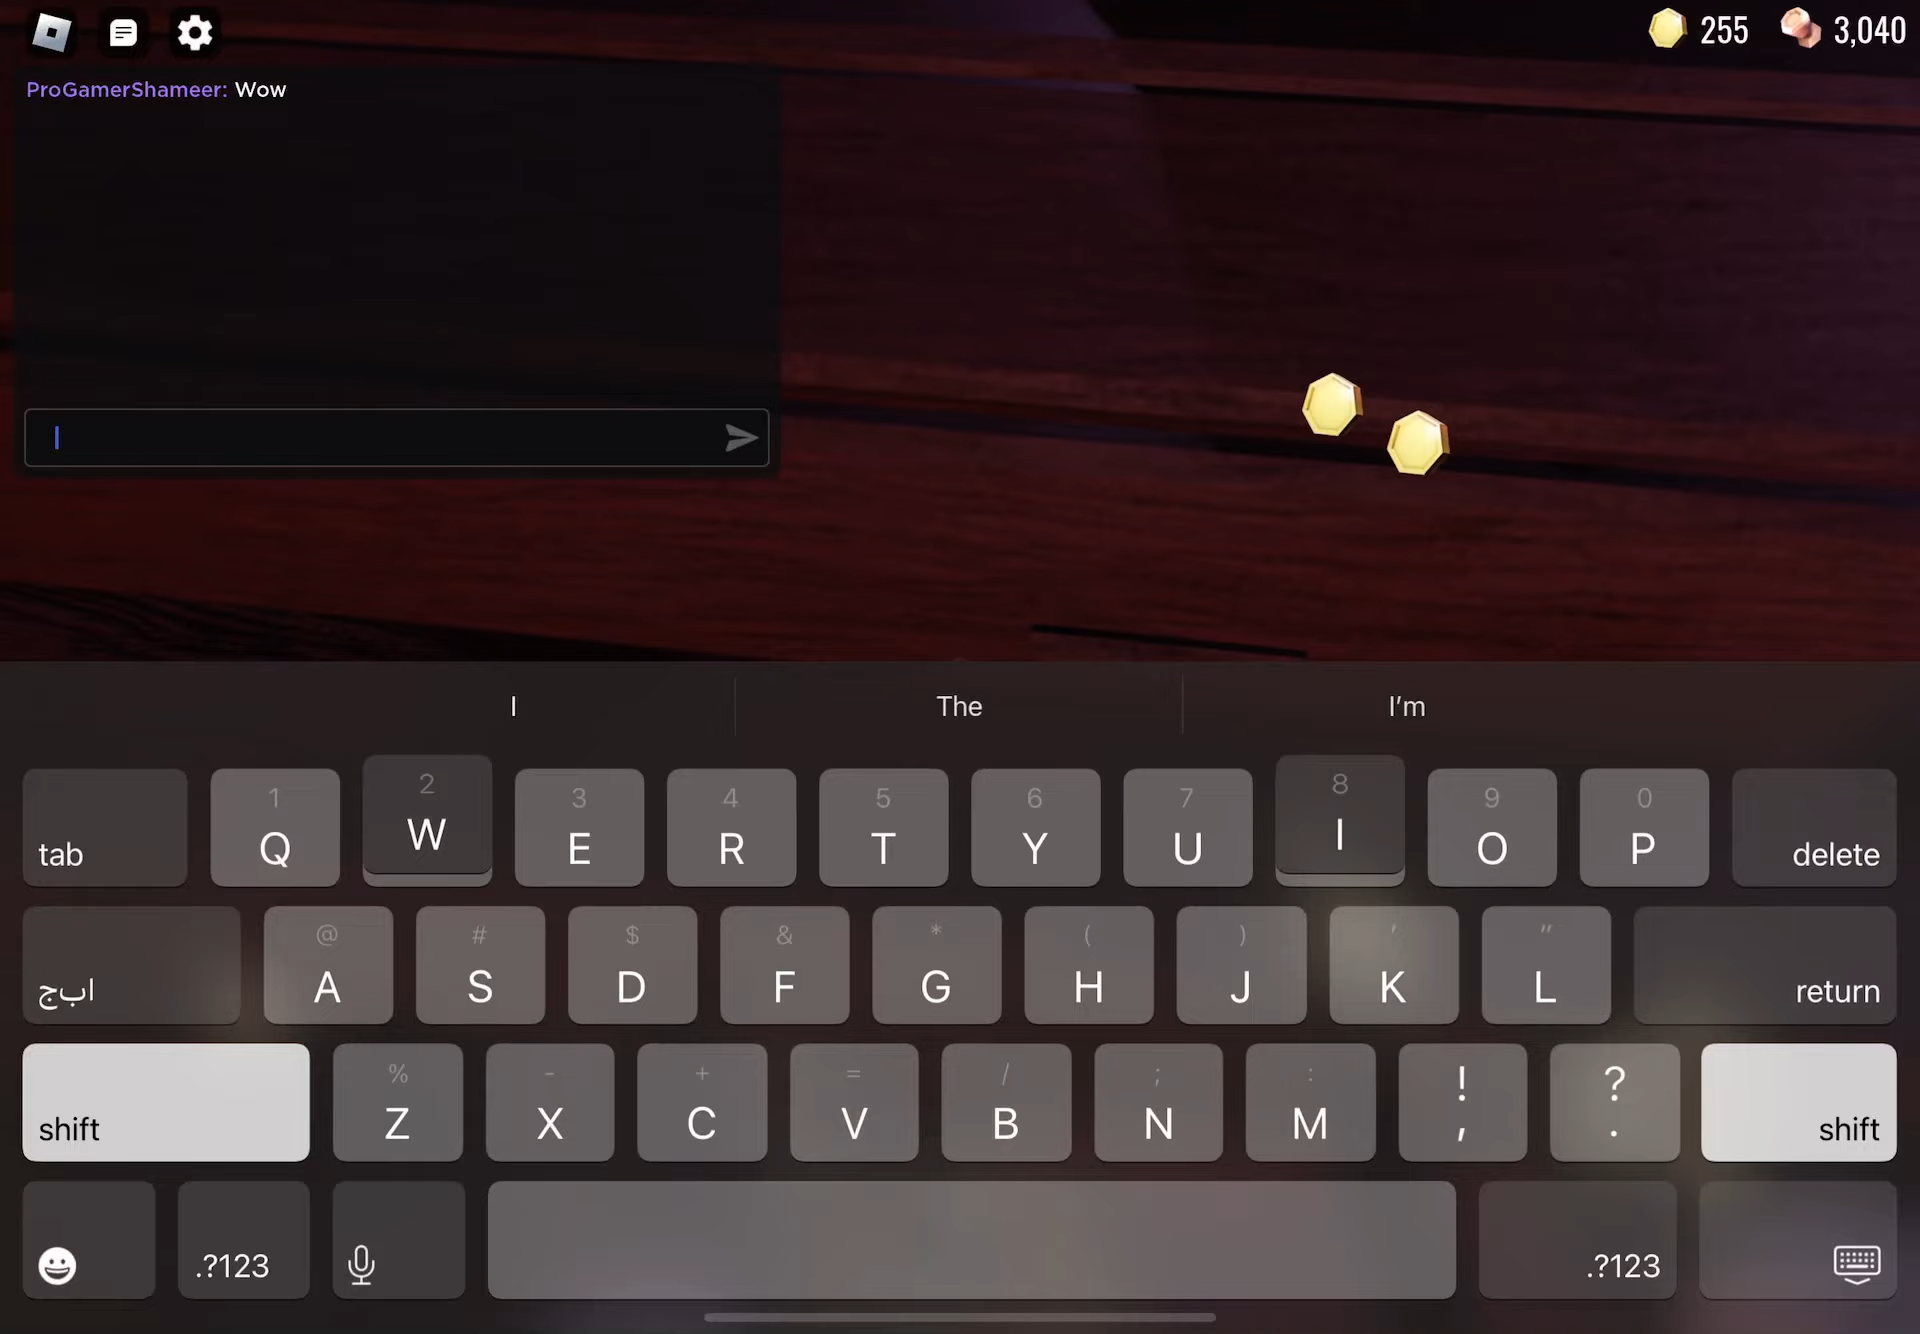 255 3,040
ProGamerShameer: Wow
I The I'm
tab 1 Q 2 W 3 E 4 R 5 T 6 Y 7 U 8 I 9 O 0 P delete
ابج @ A # S $ D & F * G ( H ) J ' K " L return
shift % Z - X + C = V / B ; N : M ! , ? . shift
.?123 .?123